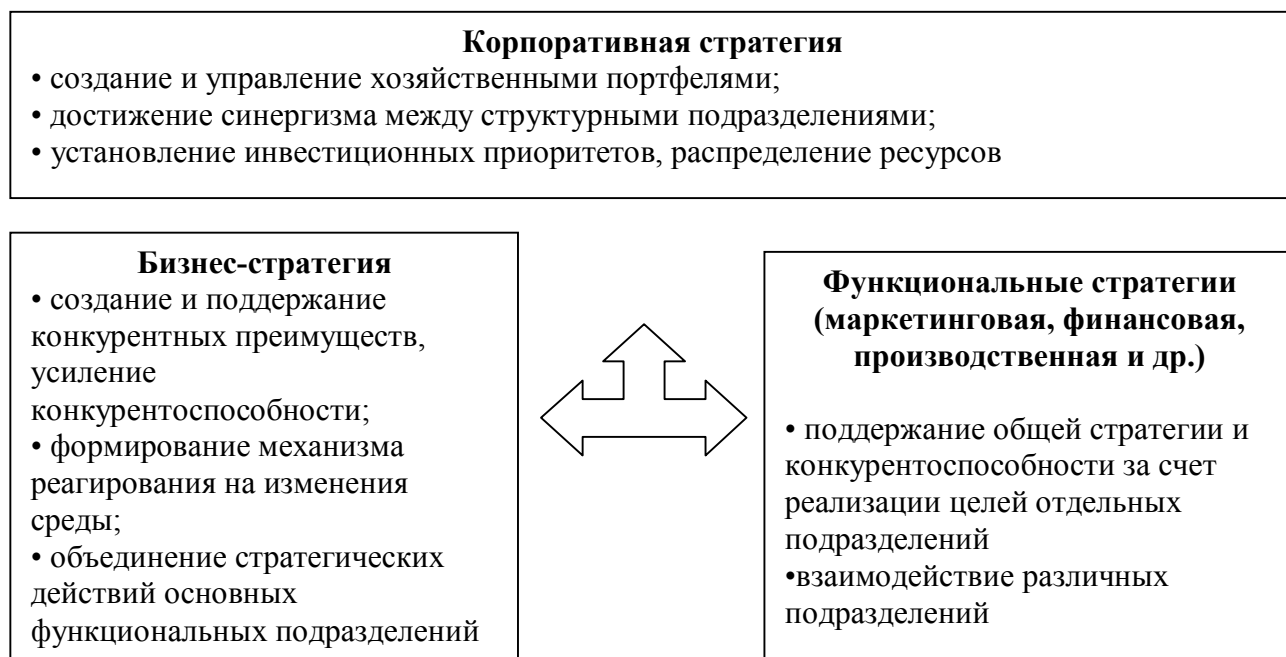 Корпоративная стратегия
• создание и управление хозяйственными портфелями;
• достижение синергизма между структурными подразделениями;
• установление инвестиционных приоритетов, распределение ресурсов
Бизнес-стратегия
• создание и поддержание
конкурентных преимуществ,
усиление
конкурентоспособности;
• формирование механизма
реагирования на изменения
среды;
• объединение стратегических
действий основных
функциональных подразделений
Функциональные стратегии
(маркетинговая, финансовая,
производственная и др.)
• поддержание общей стратегии и
конкурентоспособности за счет
реализации целей отдельных
подразделений
•взаимодействие различных
подразделений